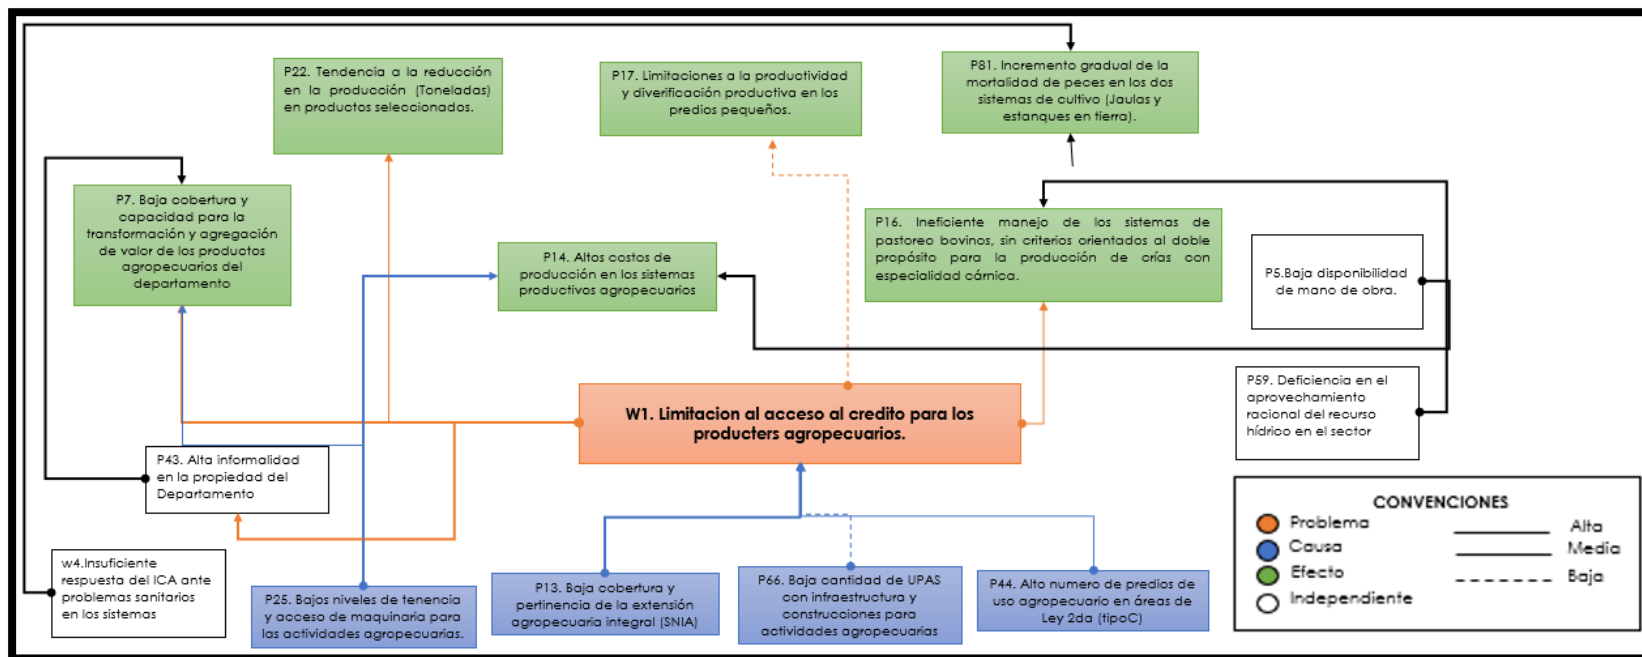 P22. Tendencia a la reducción
en la producción (Toneladas)
en productos seleccionados.
P17. Limitaciones a la productividad
y diverificación productiva en los
predios pequeños.
P81. Incremento gradual de la
mortalidad de peces en los dos
sistemas de cultivo (Jaulas y
estanques en tierra).
P7. Baja cobertura y
capacidad para la
transformación y agregación
de valor de los productos
agropecuarios del
departamento
P14. Altos costos de
producción en los sistemas
productivos agropecuarios
P16. Ineficiente manejo de los sistemas de
pastoreo bovinos, sin criterios orientados al doble
propósito para la producción de crías con
especialidad cárnica.
P5.Baja disponibilidad
de mano de obra.
W1. Limitacion al acceso al credito para los
producters agropecuarios.
P59. Deficiencia en el
aprovechamiento
racional del recurso
hídrico en el sector
P43. Alta informalidad
en la propiedad del
Departamento
w4.Insuficiente
respuesta del ICA ante
problemas sanitarios
en los sistemas
P25. Bajos niveles de tenencia
y acceso de maquinaria para
las actividades agropecuarias.
P13. Baja cobertura y
pertinencia de la extensión
agropecuaria integral (SNIA)
P66. Baja cantidad de UPAS
con infraestructura y
construcciones para
actividades agropecuarias
P44. Alto numero de predios de
uso agropecuario en áreas de
Ley 2da (tipoC)
CONVENCIONES
Problema
Alta
Causa
Media
Efecto
Baja
Independiente